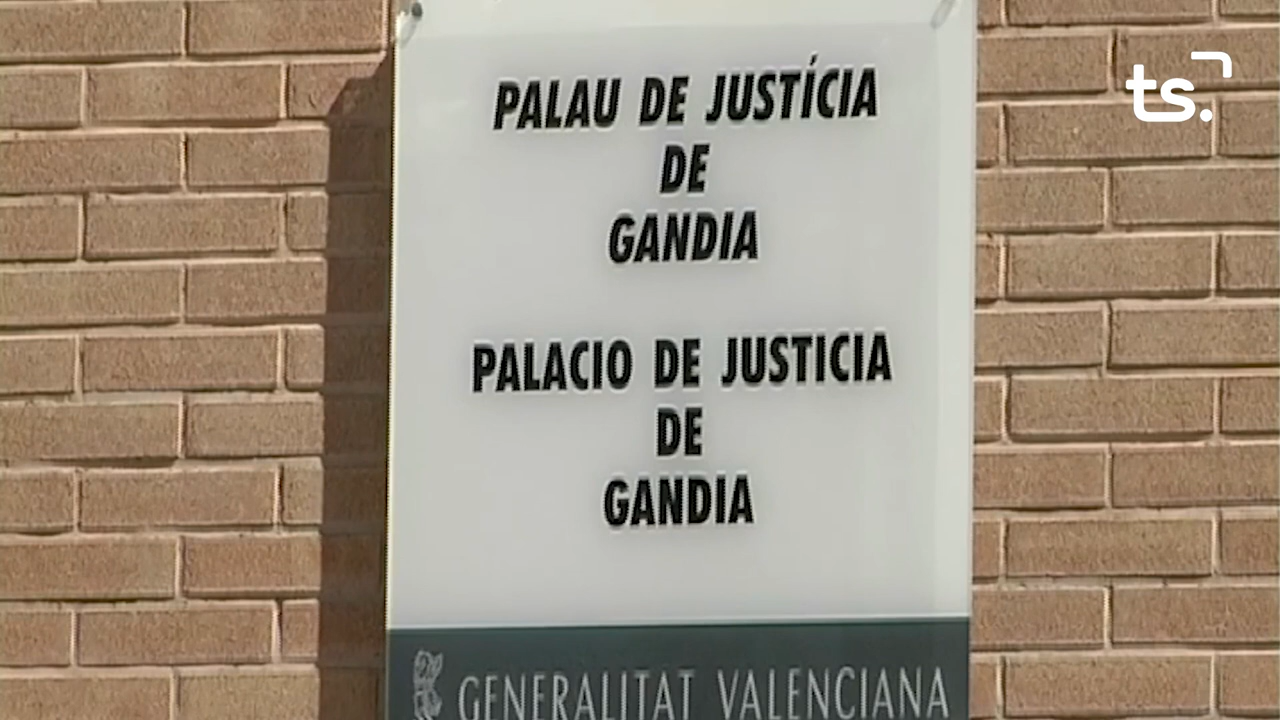 ts.
PALAU DE JUSTÍCIA
DE
GANDIA
PALACIO DE JUSTICIA
DE
GANDIA
GENERALITAT VALENCIANA